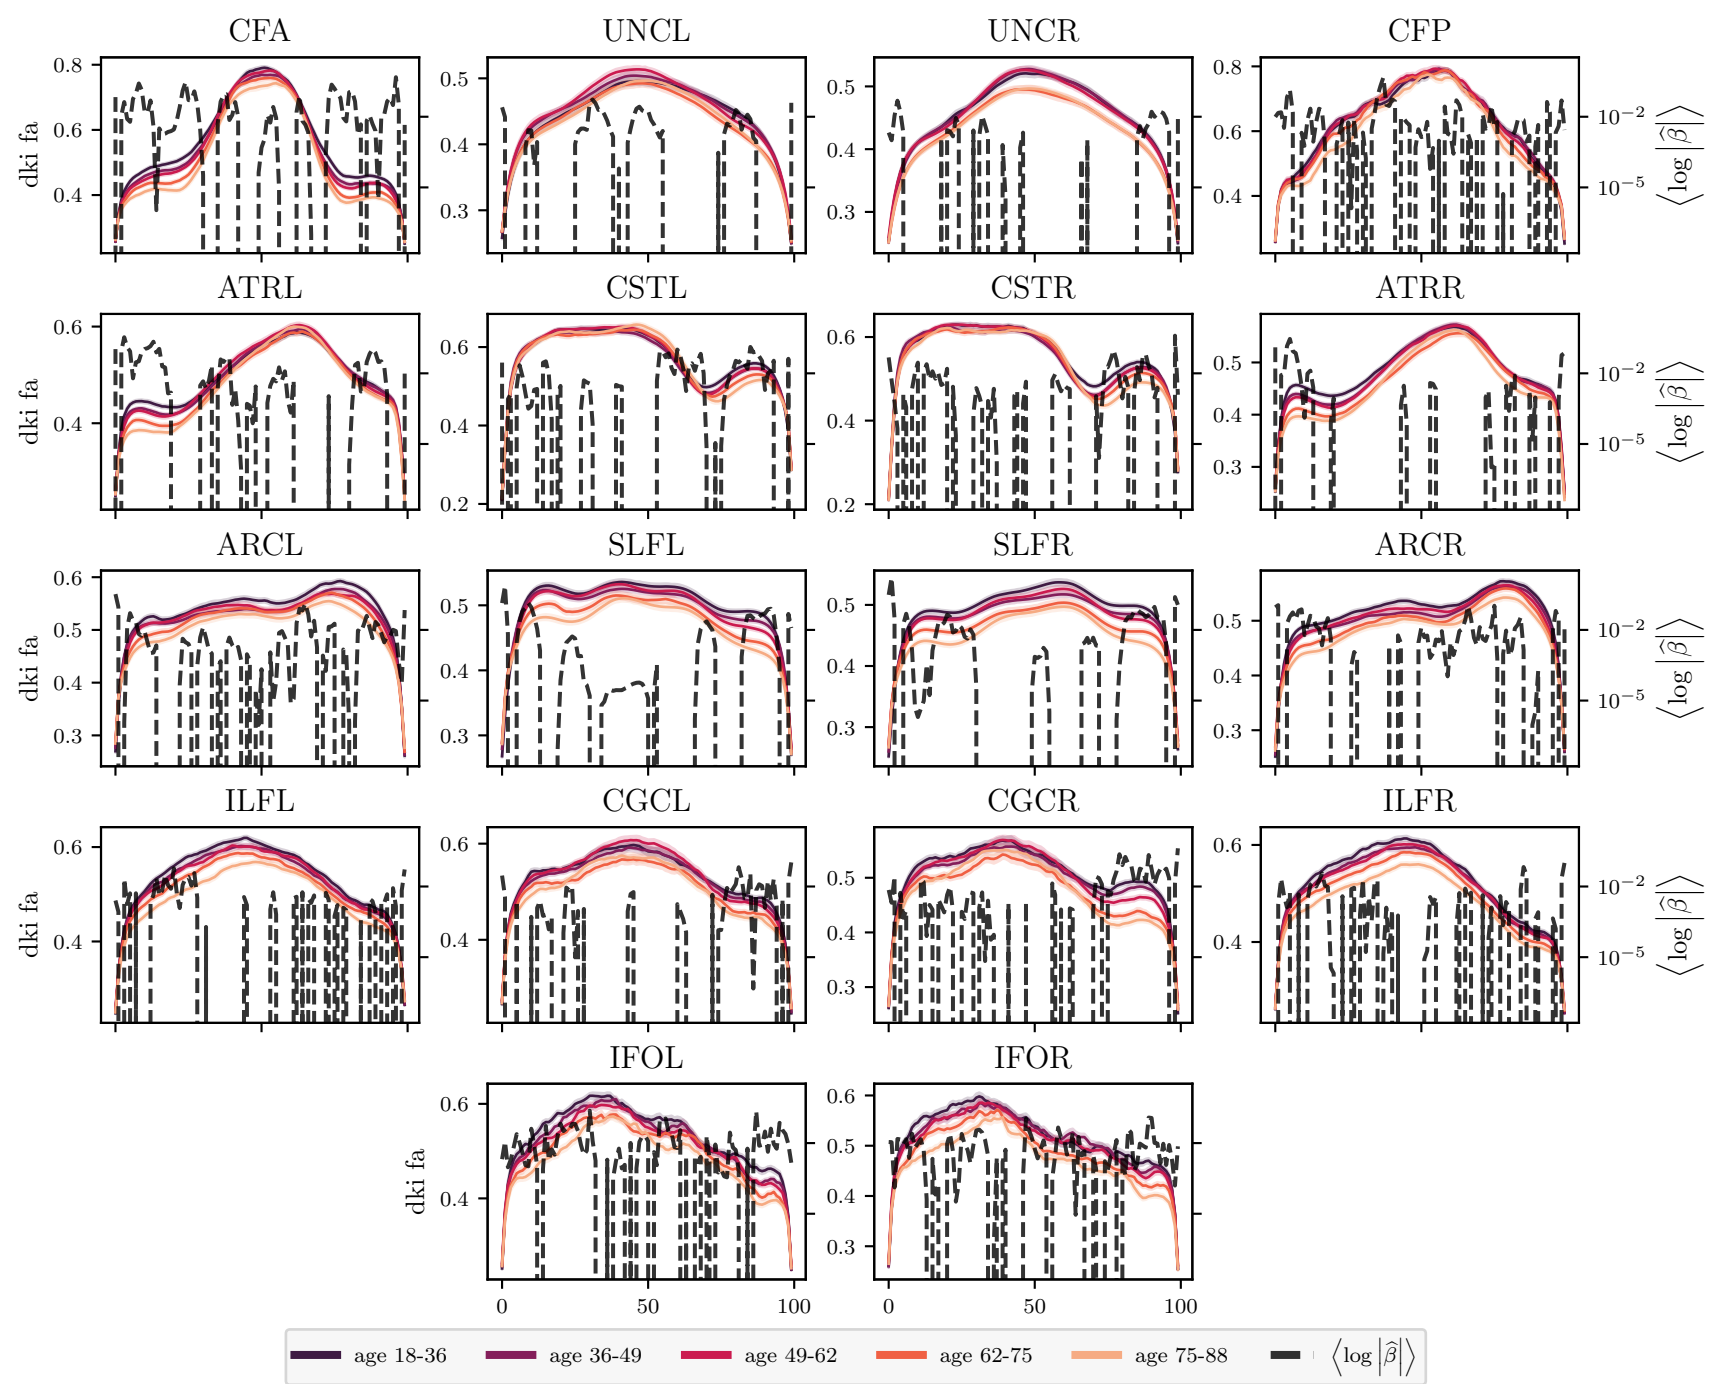 CFA UNCL UNCR CFP
0.8 0.5 0.5 0.8
dki fa 0.6 0.4 0.4 0.6 10⁻² ⟨log |β̂|⟩
0.4 0.3 0.3 0.4 10⁻⁵
ATRL CSTL CSTR ATRR
0.6 0.6 0.6 0.5
dki fa 0.4 0.4 0.4 0.4 10⁻² ⟨log |β̂|⟩
0.2 0.2 0.3 10⁻⁵
ARCL SLFL SLFR ARCR
0.6 0.5 0.5 0.5
dki fa 0.5 0.4 0.4 0.4 10⁻² ⟨log |β̂|⟩
0.4 0.3 0.3 0.3 10⁻⁵
0.3
ILFL CGCL CGCR ILFR
0.6 0.6 0.5 0.6
dki fa 0.4 0.4 0.4 0.4 10⁻² ⟨log |β̂|⟩
0.3 10⁻⁵
IFOL IFOR
0.6 0.6
dki fa 0.4 0.5
0.4
0.3
0 50 100 0 50 100
age 18-36 age 36-49 age 49-62 age 62-75 age 75-88 ⟨log |β̂|⟩